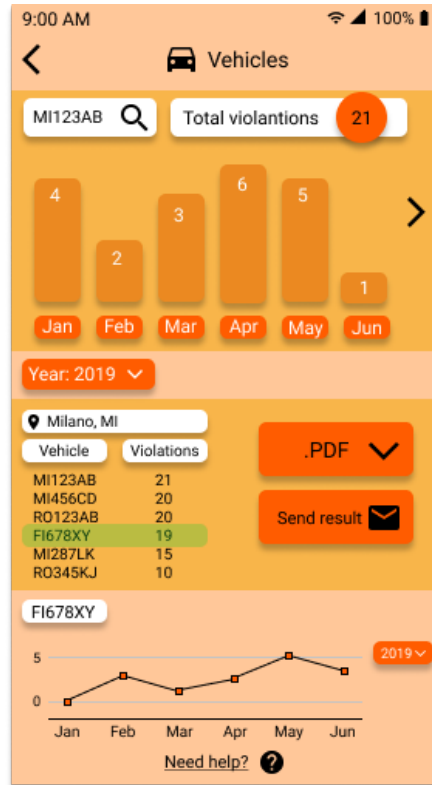 9:00 AM 100%
Vehicles
MI123AB Total violantions 21
4 2 3 6 5 1
Jan Feb Mar Apr May Jun
Year: 2019
Milano, MI
Vehicle Violations
MI123AB 21
MI456CD 20
RO123AB 20
FI678XY 19
MI287LK 15
RO345KJ 10
.PDF
Send result
FI678XY
2019
5
0
Jan Feb Mar Apr May Jun
Need help? ?